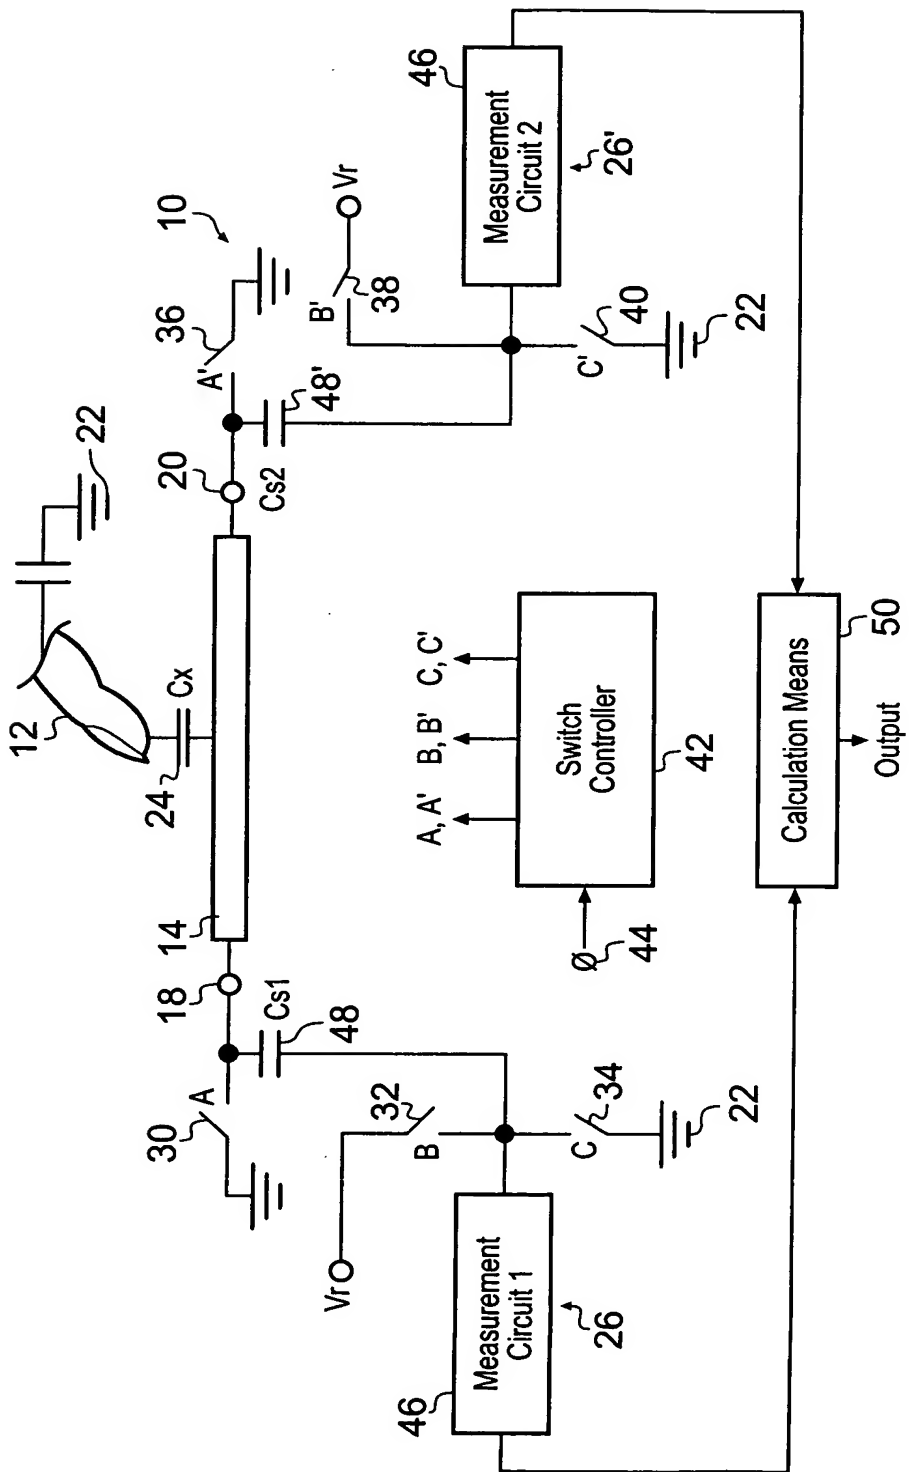 10
12
22
24
Cx
14
18
20
Cs1
Cs2
48
48'
30
A
36
A'
32
B
38
B'
Vr
Vr
34
C
22
40
C'
22
46
Measurement
Circuit 1
26
46
Measurement
Circuit 2
26'
A, A'
B, B'
C, C'
Switch
Controller
42
Ø
44
Calculation Means
50
Output